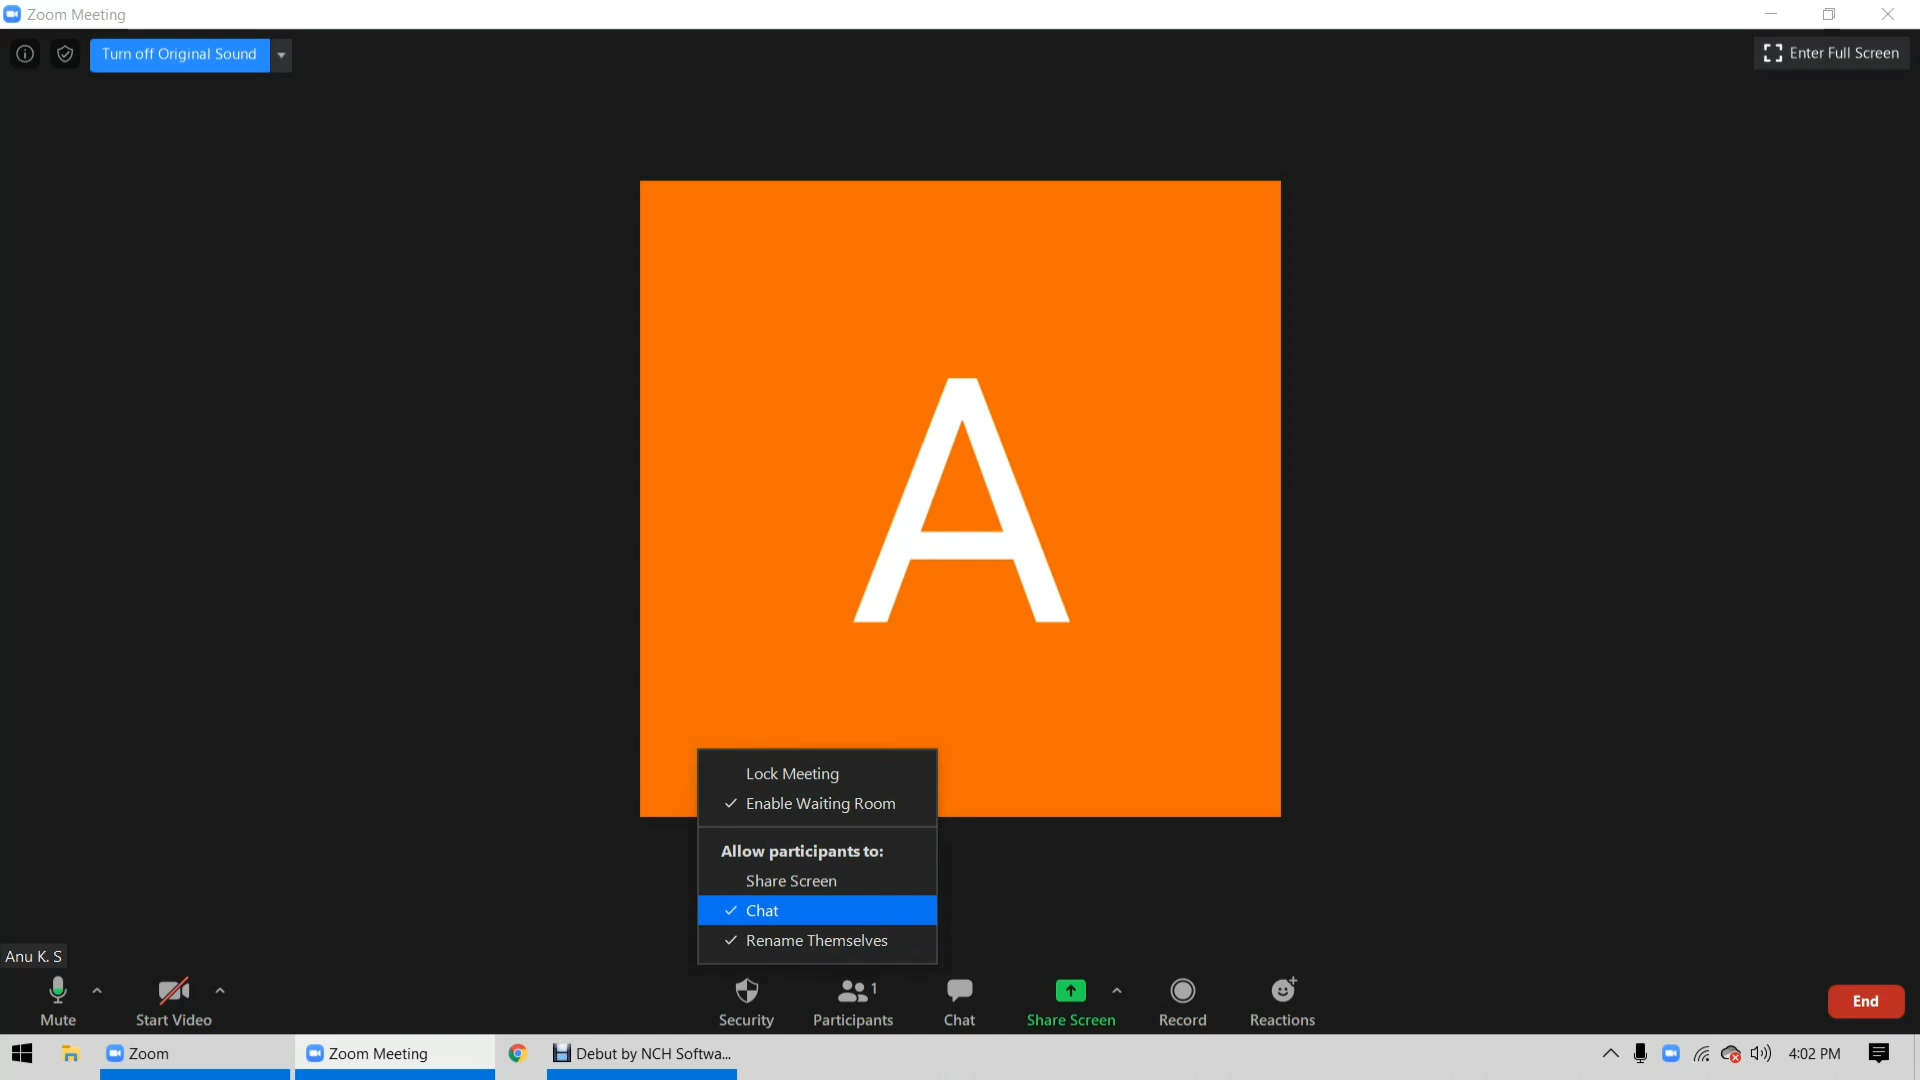 Zoom Meeting
Turn off Original Sound
Enter Full Screen
A
Lock Meeting
Enable Waiting Room
Allow participants to:
Share Screen
Chat
Rename Themselves
Anu K. S
Mute
Start Video
Security
Participants
1
Chat
Share Screen
Record
Reactions
End
Zoom
Zoom Meeting
Debut by NCH Softwa...
4:02 PM